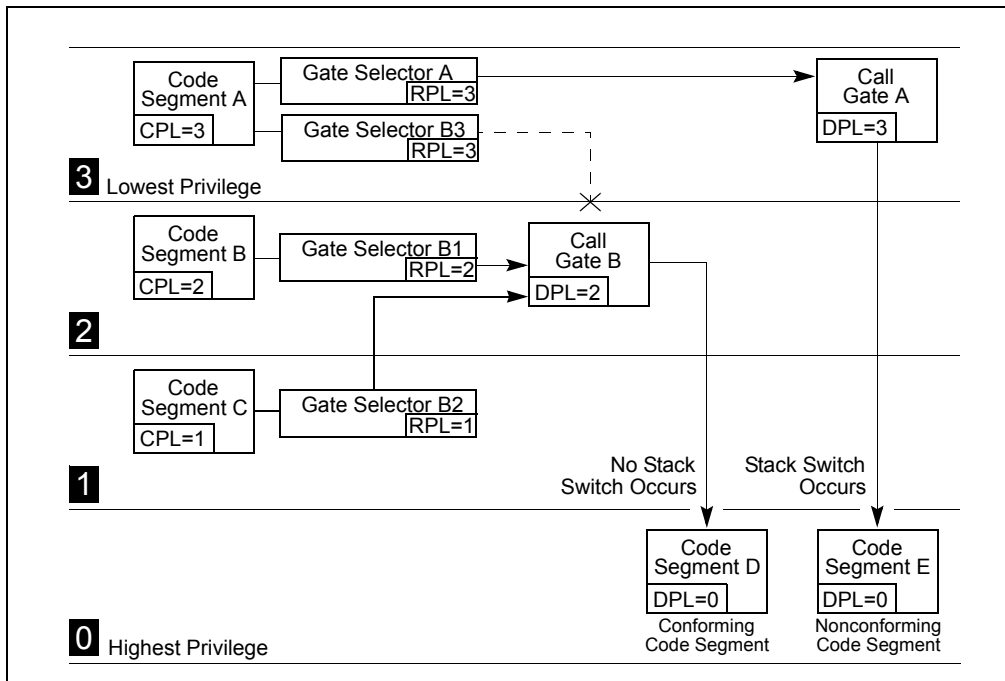 Code
Segment A
CPL=3
Gate Selector A
RPL=3
Gate Selector B3
RPL=3
Call
Gate A
DPL=3
3 Lowest Privilege
Code
Segment B
CPL=2
Gate Selector B1
RPL=2
Call
Gate B
DPL=2
2
Code
Segment C
CPL=1
Gate Selector B2
RPL=1
No Stack
Switch Occurs
Stack Switch
Occurs
1
Code
Segment D
DPL=0
Conforming
Code Segment
Code
Segment E
DPL=0
Nonconforming
Code Segment
0 Highest Privilege